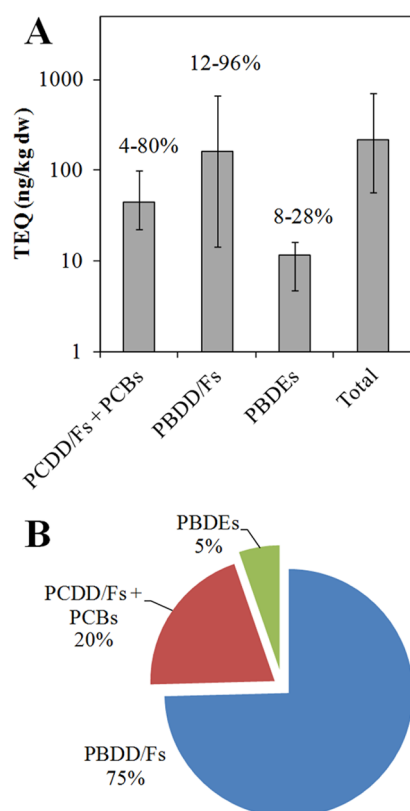 A
TEQ (ng/kg dw)
1000
100
10
1
4-80%
12-96%
8-28%
PCDD/Fs + PCBs
PBDD/Fs
PBDEs
Total
B
PBDEs
5%
PCDD/Fs +
PCBs
20%
PBDD/Fs
75%